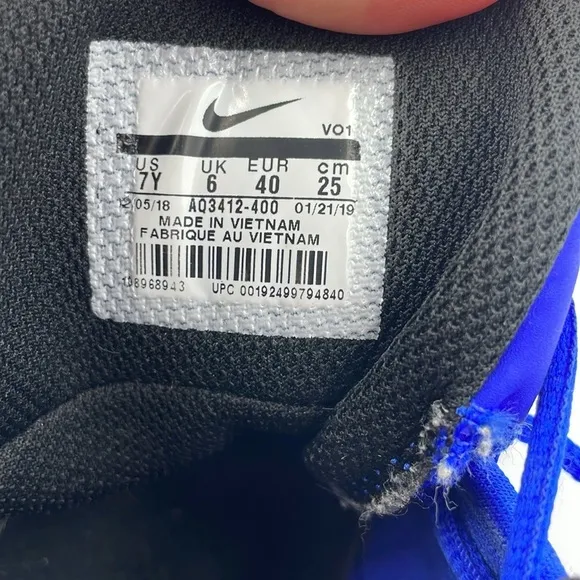 VO1
US UK EUR cm
7Y 6 40 25
12/05/18 AQ3412-400 01/21/19
MADE IN VIETNAM
FABRIQUE AU VIETNAM
UPC 00192499794840